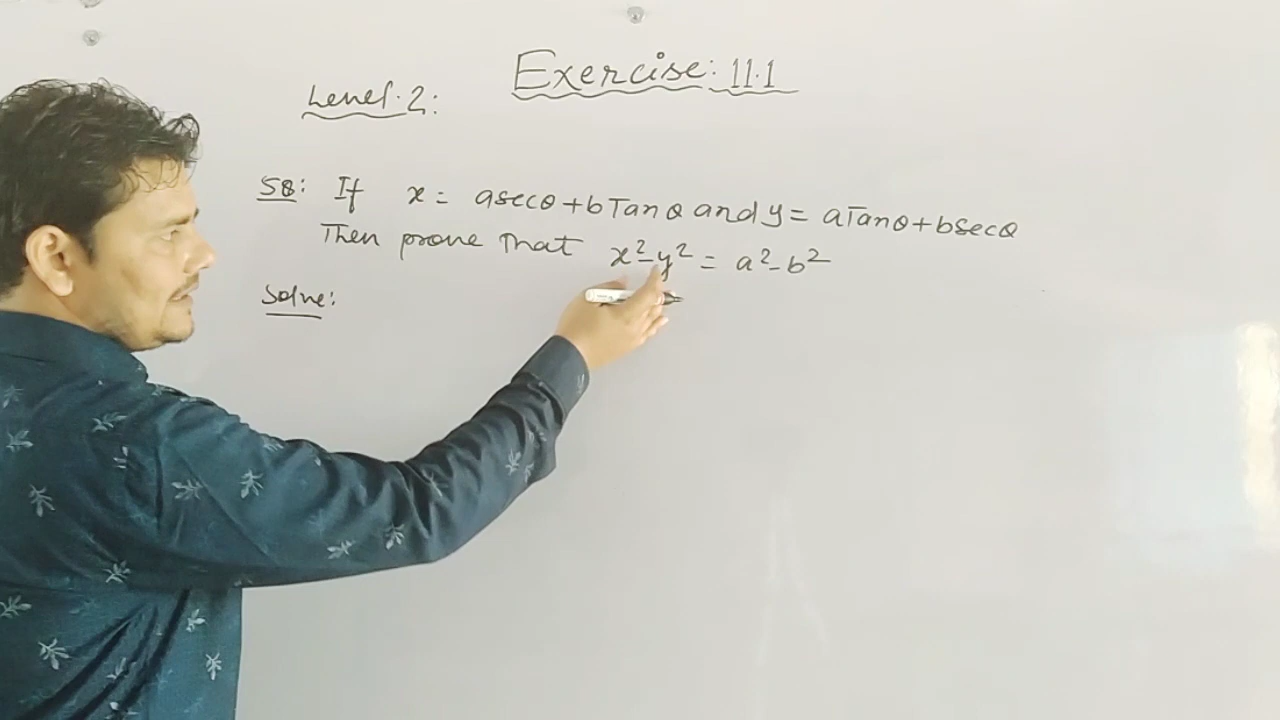 Exercise: 11.1
Level.2:
58: If x = asecθ+bTanθ and y = aTanθ+bsecθ
Then prove that x²-y² = a²-b²
Solve: